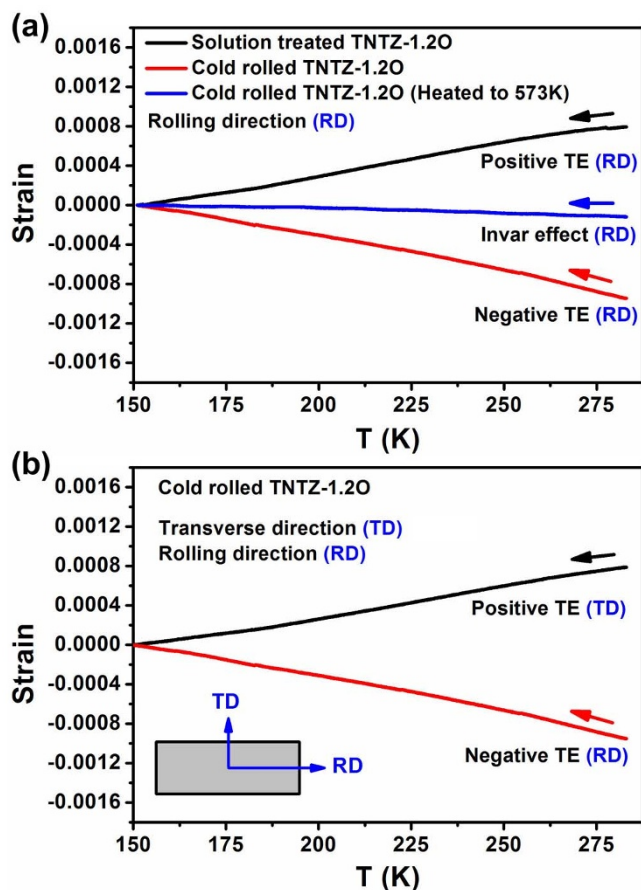 (a)
0.0016
0.0012
0.0008
0.0004
0.0000
-0.0004
-0.0008
-0.0012
-0.0016
Strain
Solution treated TNTZ-1.2O
Cold rolled TNTZ-1.2O
Cold rolled TNTZ-1.2O (Heated to 573K)
Rolling direction (RD)
Positive TE (RD)
Invar effect (RD)
Negative TE (RD)
150 175 200 225 250 275
T (K)
(b)
0.0016
0.0012
0.0008
0.0004
0.0000
-0.0004
-0.0008
-0.0012
-0.0016
Strain
Cold rolled TNTZ-1.2O
Transverse direction (TD)
Rolling direction (RD)
Positive TE (TD)
Negative TE (RD)
TD
RD
150 175 200 225 250 275
T (K)